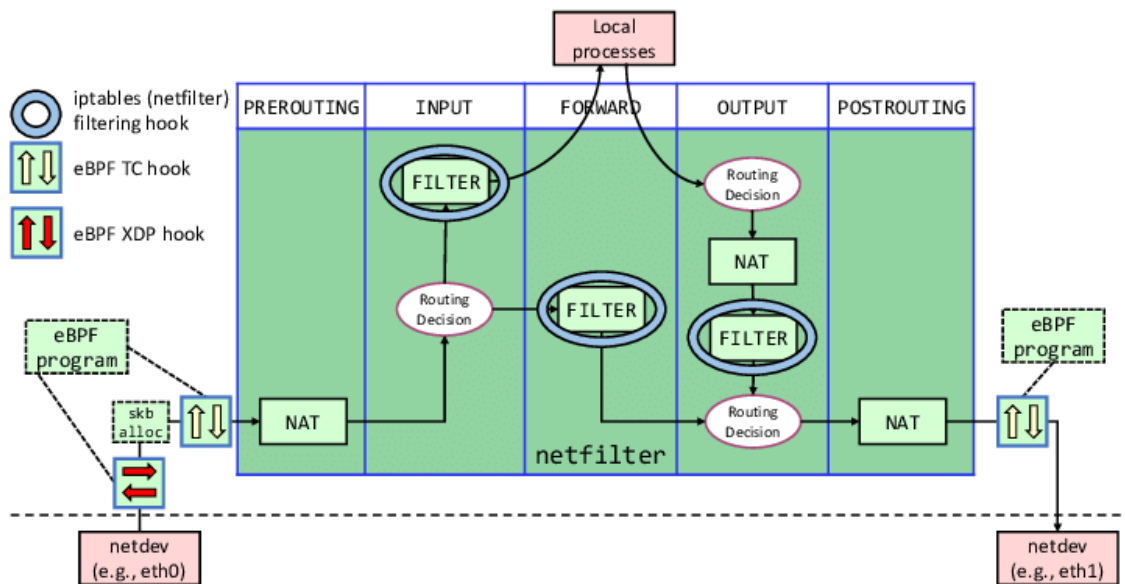 Local
processes
iptables (netfilter)
filtering hook
eBPF TC hook
eBPF XDP hook
PREROUTING
INPUT
FORWARD
OUTPUT
POSTROUTING
FILTER
Routing
Decision
NAT
Routing
Decision
FILTER
FILTER
eBPF
program
eBPF
program
skb
alloc
NAT
Routing
Decision
NAT
netfilter
netdev
(e.g., eth0)
netdev
(e.g., eth1)